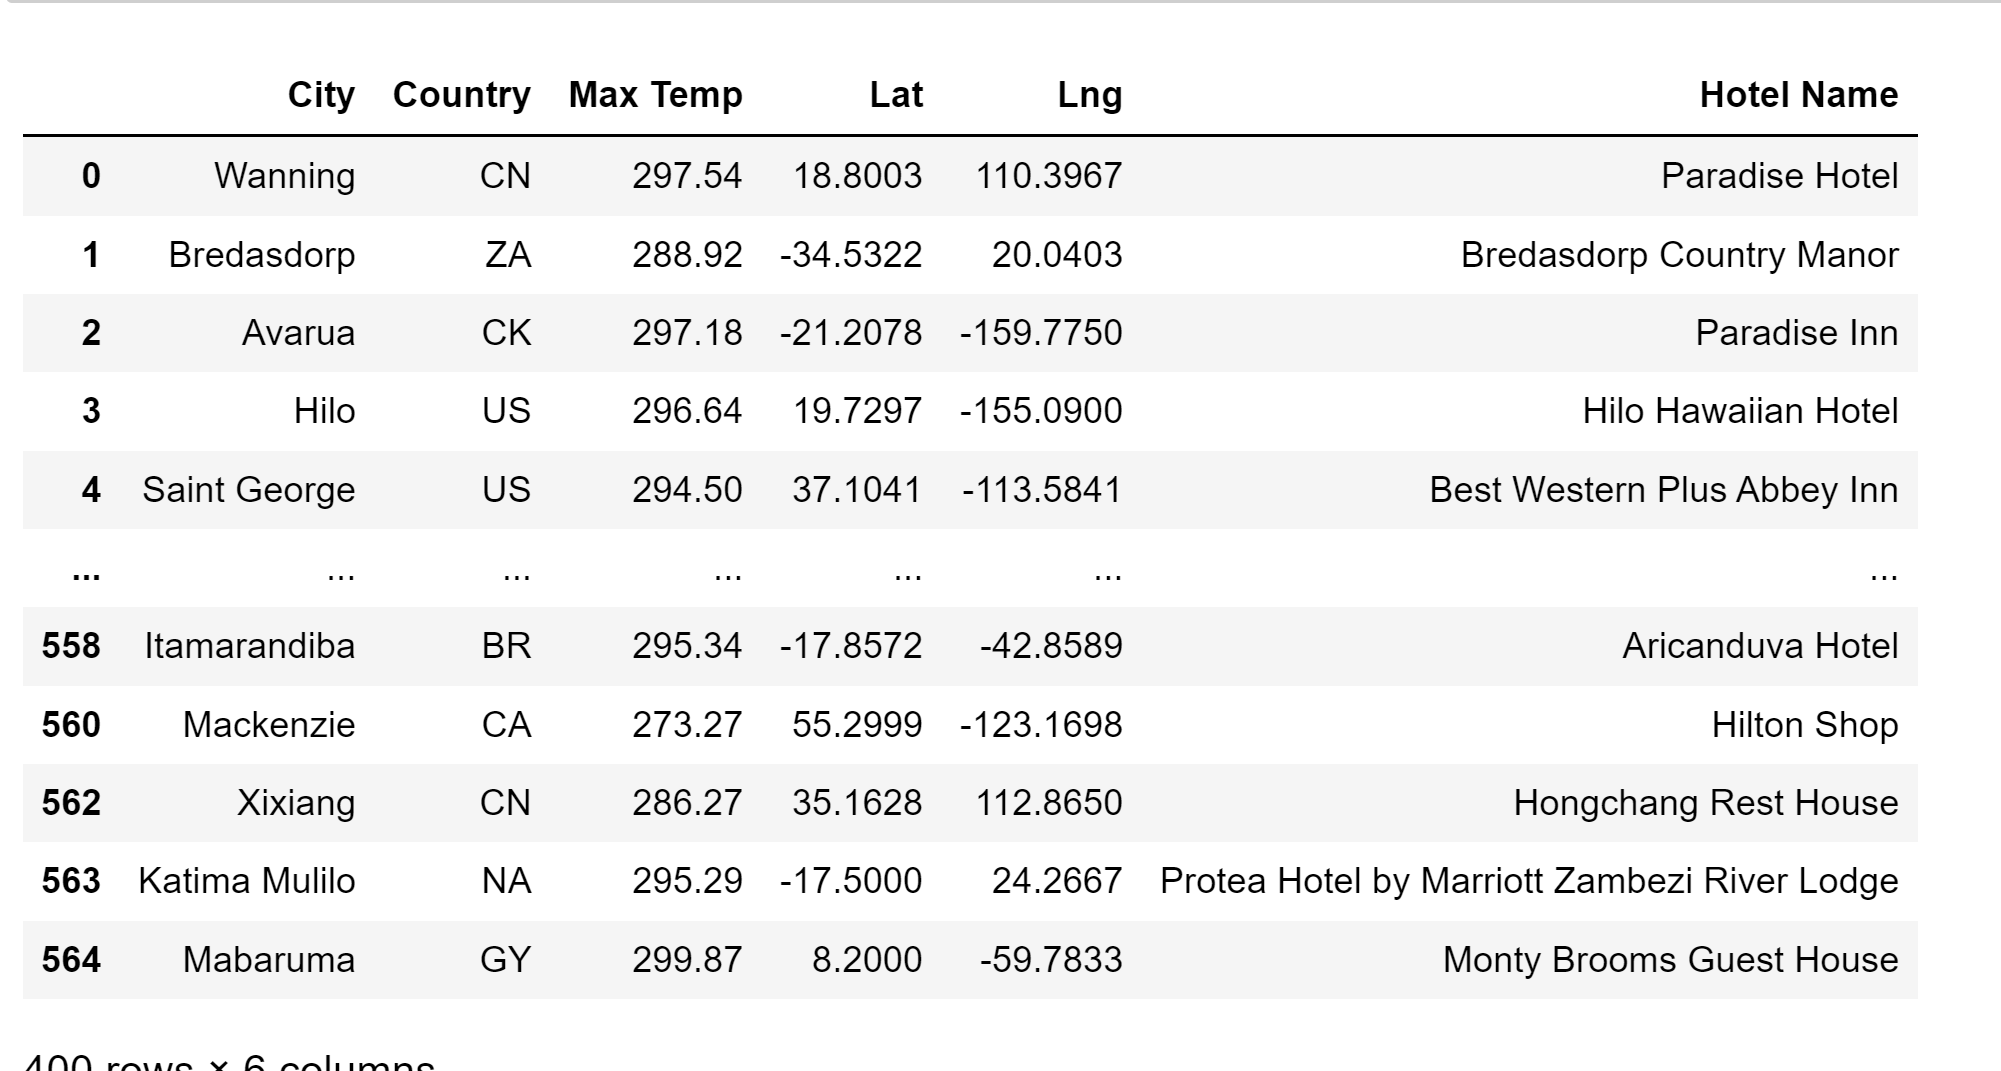 City Country Max Temp Lat Lng Hotel Name
0 Wanning CN 297.54 18.8003 110.3967 Paradise Hotel
1 Bredasdorp ZA 288.92 -34.5322 20.0403 Bredasdorp Country Manor
2 Avarua CK 297.18 -21.2078 -159.7750 Paradise Inn
3 Hilo US 296.64 19.7297 -155.0900 Hilo Hawaiian Hotel
4 Saint George US 294.50 37.1041 -113.5841 Best Western Plus Abbey Inn
... ... ... ... ... ... ...
558 Itamarandiba BR 295.34 -17.8572 -42.8589 Aricanduva Hotel
560 Mackenzie CA 273.27 55.2999 -123.1698 Hilton Shop
562 Xixiang CN 286.27 35.1628 112.8650 Hongchang Rest House
563 Katima Mulilo NA 295.29 -17.5000 24.2667 Protea Hotel by Marriott Zambezi River Lodge
564 Mabaruma GY 299.87 8.2000 -59.7833 Monty Brooms Guest House
400 rows × 6 columns